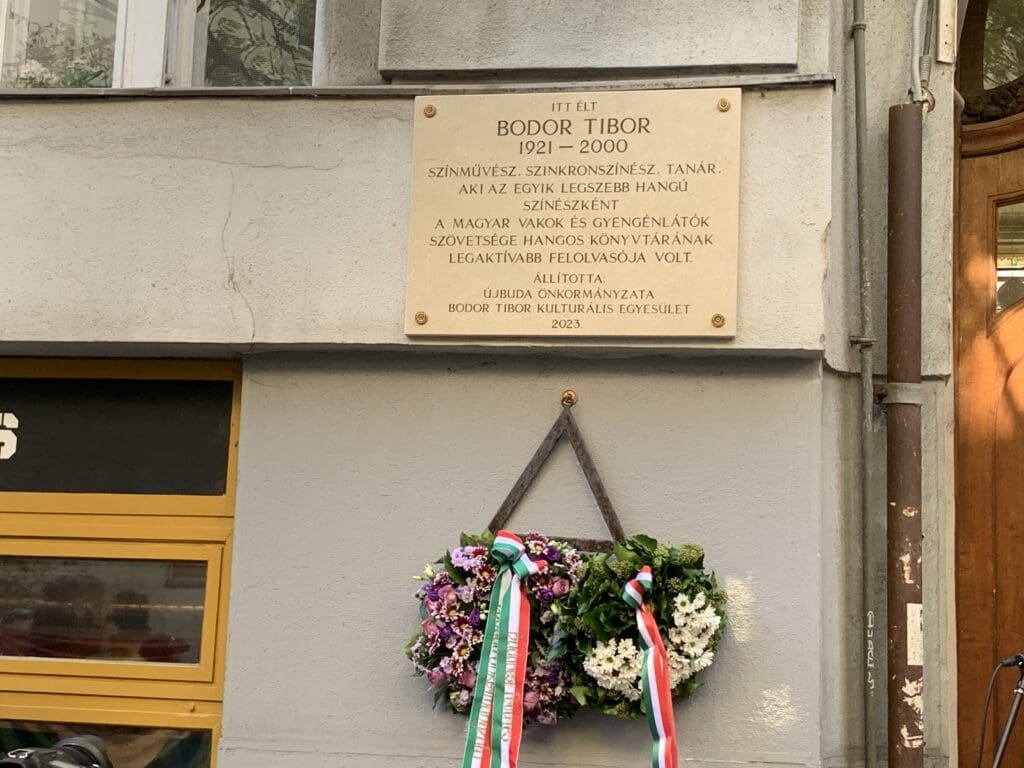 ITT ÉLT
BODOR TIBOR
1921 – 2000
SZÍNMŰVÉSZ, SZINKRONSZÍNÉSZ, TANÁR,
AKI AZ EGYIK LEGSZEBB HANGÚ
SZÍNÉSZKÉNT
A MAGYAR VAKOK ÉS GYENGÉNLÁTÓK
SZÖVETSÉGE HANGOS KÖNYVTÁRÁNAK
LEGAKTÍVABB FELOLVASÓJA VOLT.
ÁLLÍTOTTA:
ÚJBUDA ÖNKORMÁNYZATA
BODOR TIBOR KULTURÁLIS EGYESÜLET
2023.